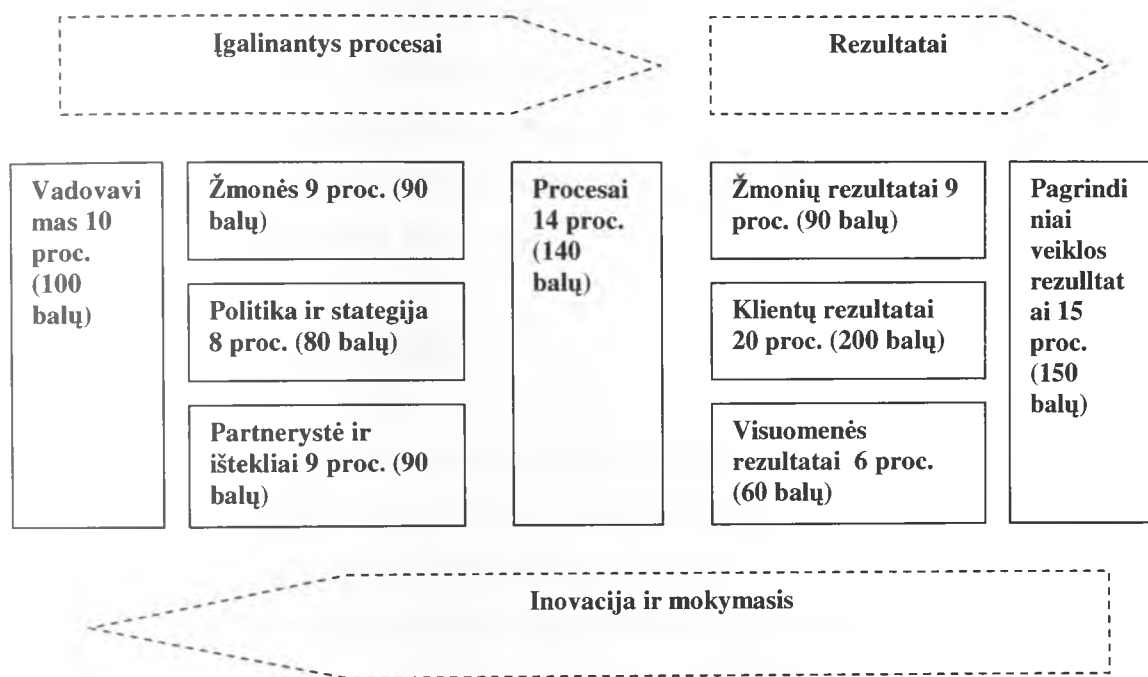 Įgalinantys procesai
Rezultatai
Vadovavi
mas 10
proc.
(100
balų)
Žmonės 9 proc. (90
balų)
Politika ir stategija
8 proc. (80 balų)
Partnerystė ir
ištekliai 9 proc. (90
balų)
Procesai
14 proc.
(140
balų)
Žmonių rezultatai 9
proc. (90 balų)
Klientų rezultatai
20 proc. (200 balų)
Visuomenės
rezultatai 6 proc.
(60 balų)
Pagrindi
niai
veiklos
rezulltat
ai 15
proc.
(150
balų)
Inovacija ir mokymasis